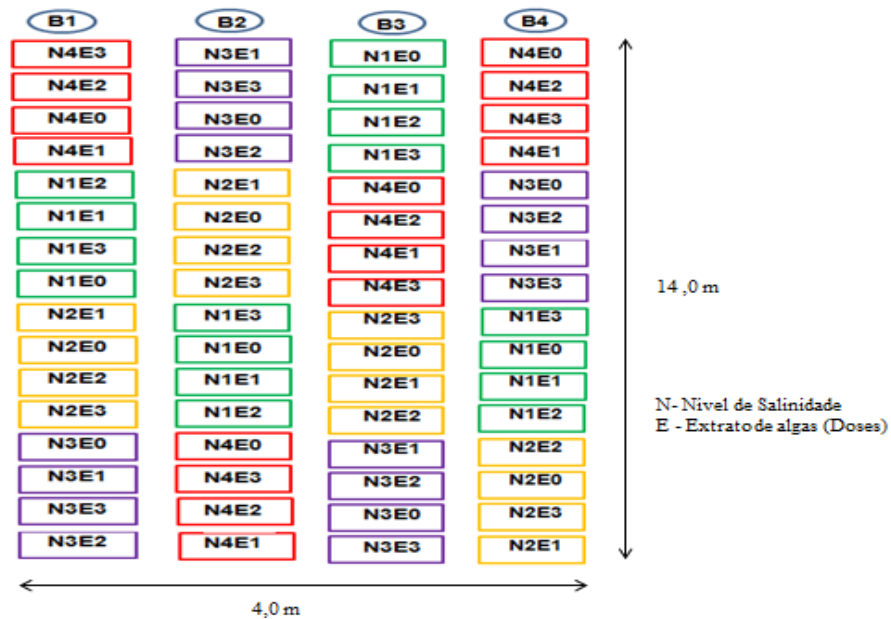 B1 B2 B3 B4
N4E3 N3E1 N1E0 N4E0
N4E2 N3E3 N1E1 N4E2
N4E0 N3E0 N1E2 N4E3
N4E1 N3E2 N1E3 N4E1
N1E2 N2E1 N4E0 N3E0
N1E1 N2E0 N4E2 N3E2
N1E3 N2E2 N4E1 N3E1
N1E0 N2E3 N4E3 N3E3
14 ,0 m
N2E1 N1E3 N2E3 N1E3
N2E0 N1E0 N2E0 N1E0
N2E2 N1E1 N2E1 N1E1
N2E3 N1E2 N2E2 N1E2
N- Nivel de Salinidade
E - Extrato de algas (Doses)
N3E0 N4E0 N3E1 N2E2
N3E1 N4E3 N3E2 N2E0
N3E3 N4E2 N3E0 N2E3
N3E2 N4E1 N3E3 N2E1
4,0 m